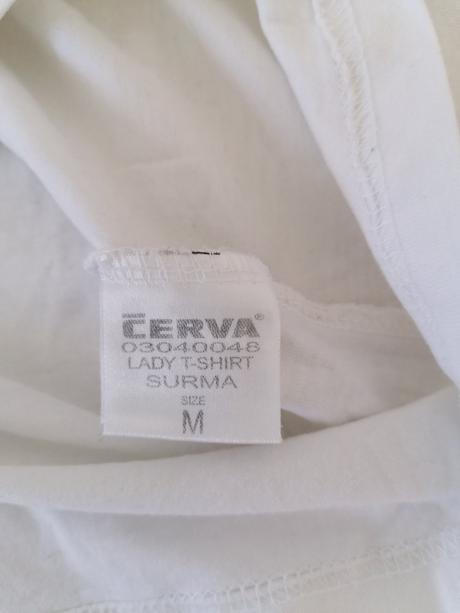 ČERVA®
03040048
LADY T-SHIRT
SURMA
SIZE
M